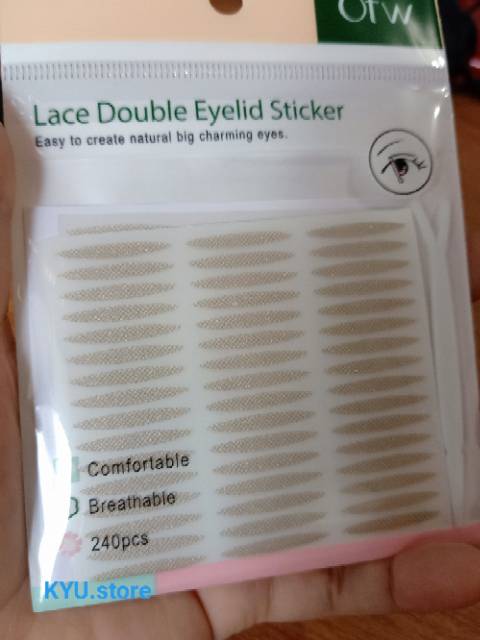 Ofw
Lace Double Eyelid Sticker
Easy to create natural big charming eyes.
Comfortable
Breathable
240pcs
KYU.store